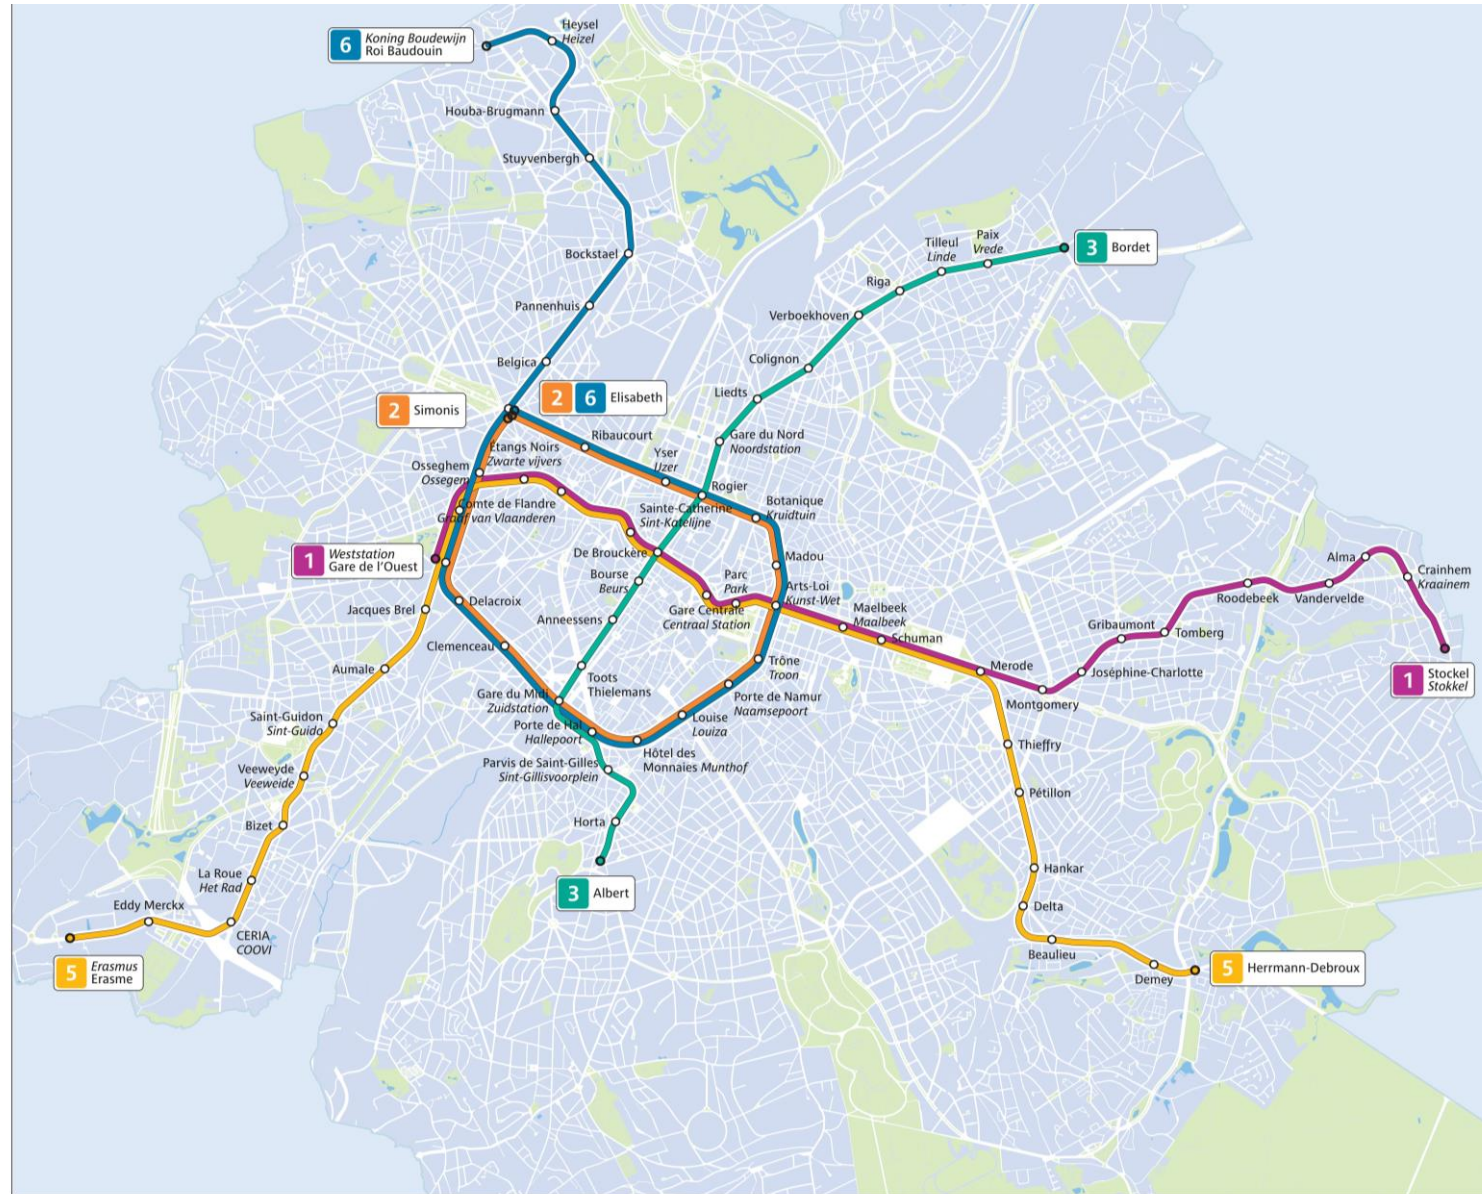 6
Koning Boudewijn
Roi Baudouin
Heysel
Heizel
Houba-Brugmann
Stuyvenbergh
Bockstael
Pannenhuis
Belgica
2
Simonis
2 6 Elisabeth
Paix
Vrede
Tilleul
Linde
3 Bordet
Riga
Verboekhoven
Colignon
Liedts
Gare du Nord
Noordstation
Ribaucourt
Yser
IJzer
Rogier
Botanique
Kruidtuin
Madou
Arts-Loi
Kunst-Wet
Étangs Noirs
Zwarte vijvers
Osseghem
Ossegem
Comte de Flandre
Graaf van Vlaanderen
Sainte-Catherine
Sint-Katelijne
De Brouckère
Bourse
Beurs
Parc
Park
Gare Centrale
Centraal Station
Anneessens
Toots
Thielemans
1
Weststation
Gare de l'Ouest
Jacques Brel
Delacroix
Clemenceau
Aumale
Gare du Midi
Zuidstation
Porte de Hal
Hallepoort
Parvis de Saint-Gilles
Sint-Gillisvoorplein
Horta
3 Albert
Hôtel des
Monnaies Munthof
Louise
Louiza
Porte de Namur
Naamsepoort
Trône
Troon
Maelbeek
Maalbeek
Schuman
Merode
Montgomery
Joséphine-Charlotte
Gribaumont
Tomberg
Roodebeek
Vandervelde
Alma
Crainhem
Kraainem
1
Stockel
Stokkel
Thieffry
Pétillon
Hankar
Delta
Beaulieu
Demey
5 Herrmann-Debroux
Saint-Guidon
Sint-Guido
Veeweyde
Veeweide
Bizet
La Roue
Het Rad
Eddy Merckx
CERIA
COOVI
5
Erasmus
Erasme